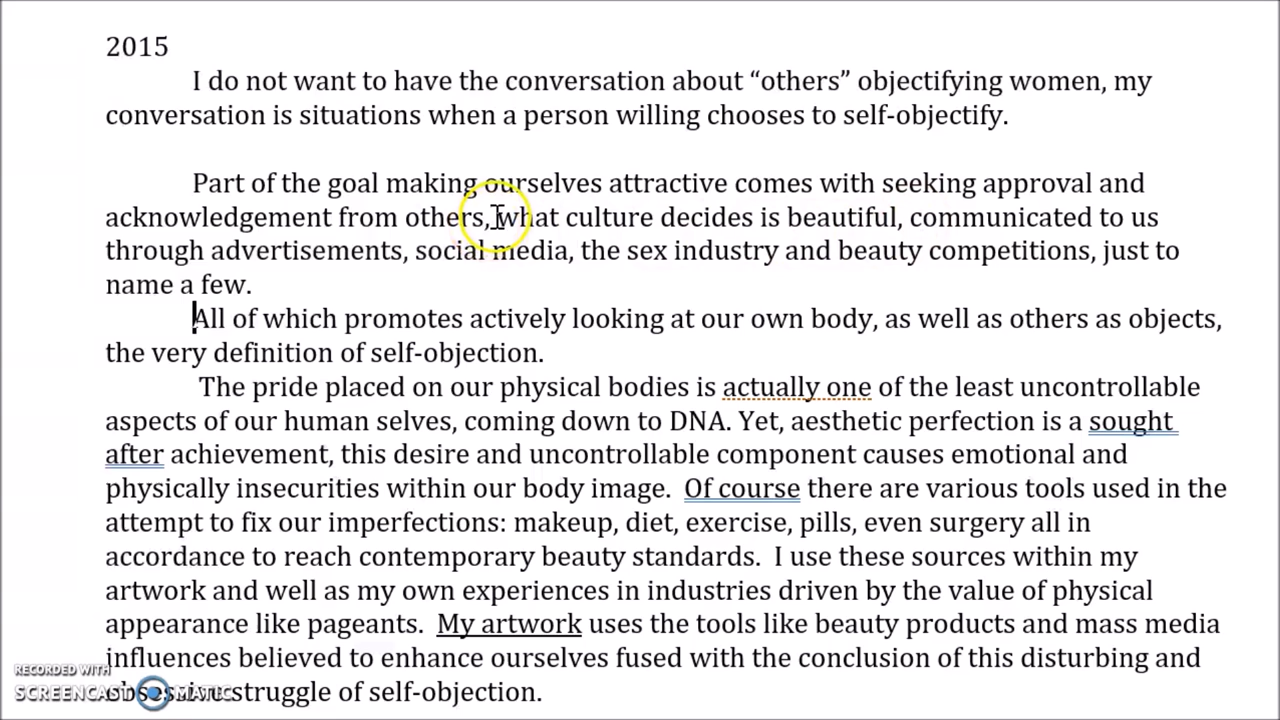 2015
I do not want to have the conversation about “others” objectifying women, my
conversation is situations when a person willing chooses to self-objectify.
Part of the goal making ourselves attractive comes with seeking approval and
acknowledgement from others, what culture decides is beautiful, communicated to us
through advertisements, social media, the sex industry and beauty competitions, just to
name a few.
All of which promotes actively looking at our own body, as well as others as objects,
the very definition of self-objection.
The pride placed on our physical bodies is actually one of the least uncontrollable
aspects of our human selves, coming down to DNA. Yet, aesthetic perfection is a sought
after achievement, this desire and uncontrollable component causes emotional and
physically insecurities within our body image.  Of course there are various tools used in the
attempt to fix our imperfections: makeup, diet, exercise, pills, even surgery all in
accordance to reach contemporary beauty standards.  I use these sources within my
artwork and well as my own experiences in industries driven by the value of physical
appearance like pageants.  My artwork uses the tools like beauty products and mass media
influences believed to enhance ourselves fused with the conclusion of this disturbing and
struggle of self-objection.
RECORDED WITH
SCREENCAST MATIC